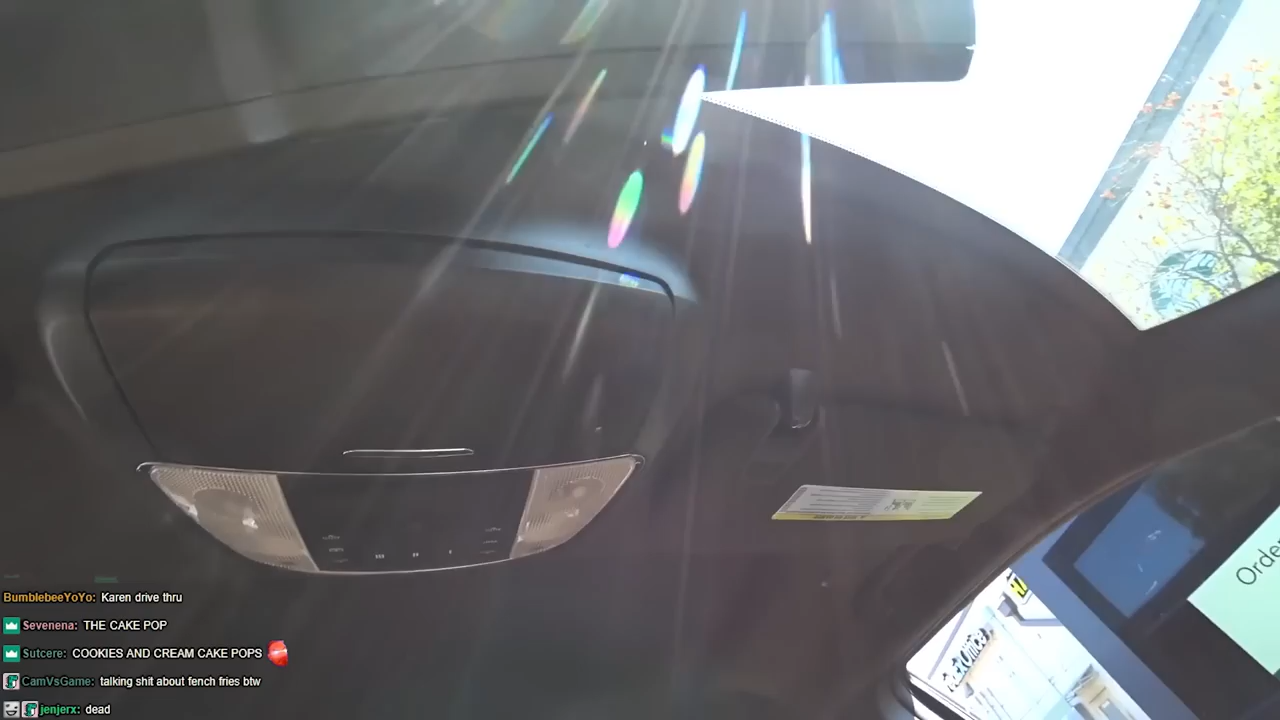 Orde
BumblebeeYoYo: Karen drive thru
Sevenena: THE CAKE POP
Sutcere: COOKIES AND CREAM CAKE POPS
CamVsGame: talking shit about fench fries btw
jenjerx: dead